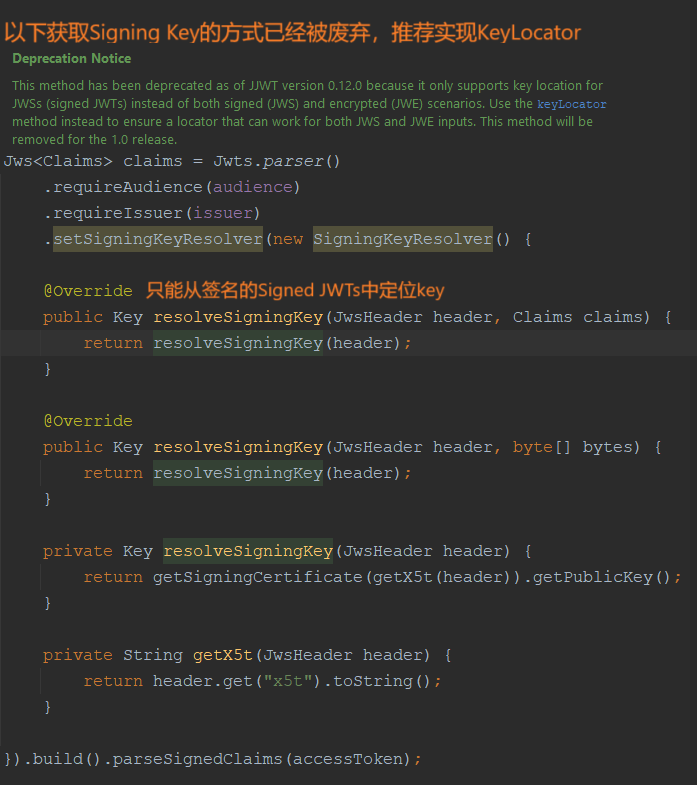 以下获取Signing Key的方式已经被废弃，推荐实现KeyLocator
Deprecation Notice
This method has been deprecated as of JJWT version 0.12.0 because it only supports key location for
JWSs (signed JWTs) instead of both signed (JWS) and encrypted (JWE) scenarios. Use the keyLocator
method instead to ensure a locator that can work for both JWS and JWE inputs. This method will be
removed for the 1.0 release.
Jws<Claims> claims = Jwts.parser()
.requireAudience(audience)
.requireIssuer(issuer)
.setSigningKeyResolver(new SigningKeyResolver() {
@Override 只能从签名的Signed JWTs中定位key
public Key resolveSigningKey(JwsHeader header, Claims claims) {
return resolveSigningKey(header);
}
@Override
public Key resolveSigningKey(JwsHeader header, byte[] bytes) {
return resolveSigningKey(header);
}
private Key resolveSigningKey(JwsHeader header) {
return getSigningCertificate(getX5t(header)).getPublicKey();
}
private String getX5t(JwsHeader header) {
return header.get("x5t").toString();
}
}).build().parseSignedClaims(accessToken);